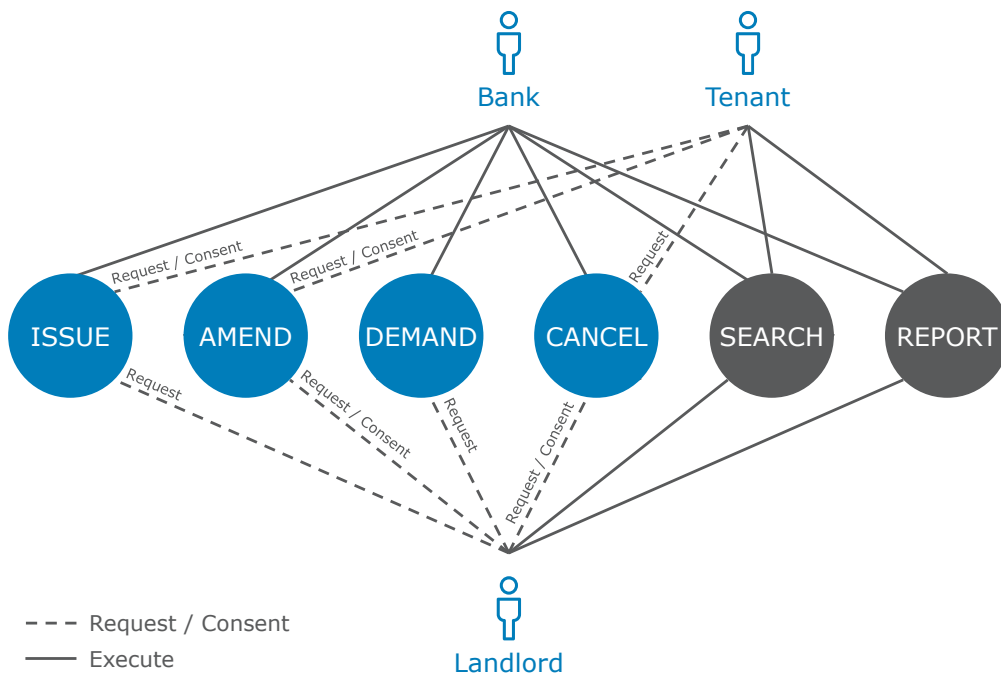 Bank
Tenant
Request / Consent
Request / Consent
Request
ISSUE
AMEND
DEMAND
CANCEL
SEARCH
REPORT
Request
Request / Consent
Request
Request / Consent
Request / Consent
Execute
Landlord